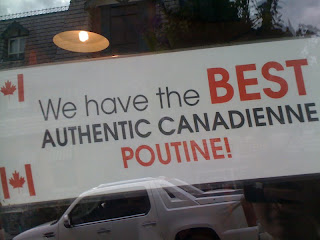 We have the BEST
AUTHENTIC CANADIENNE
POUTINE!